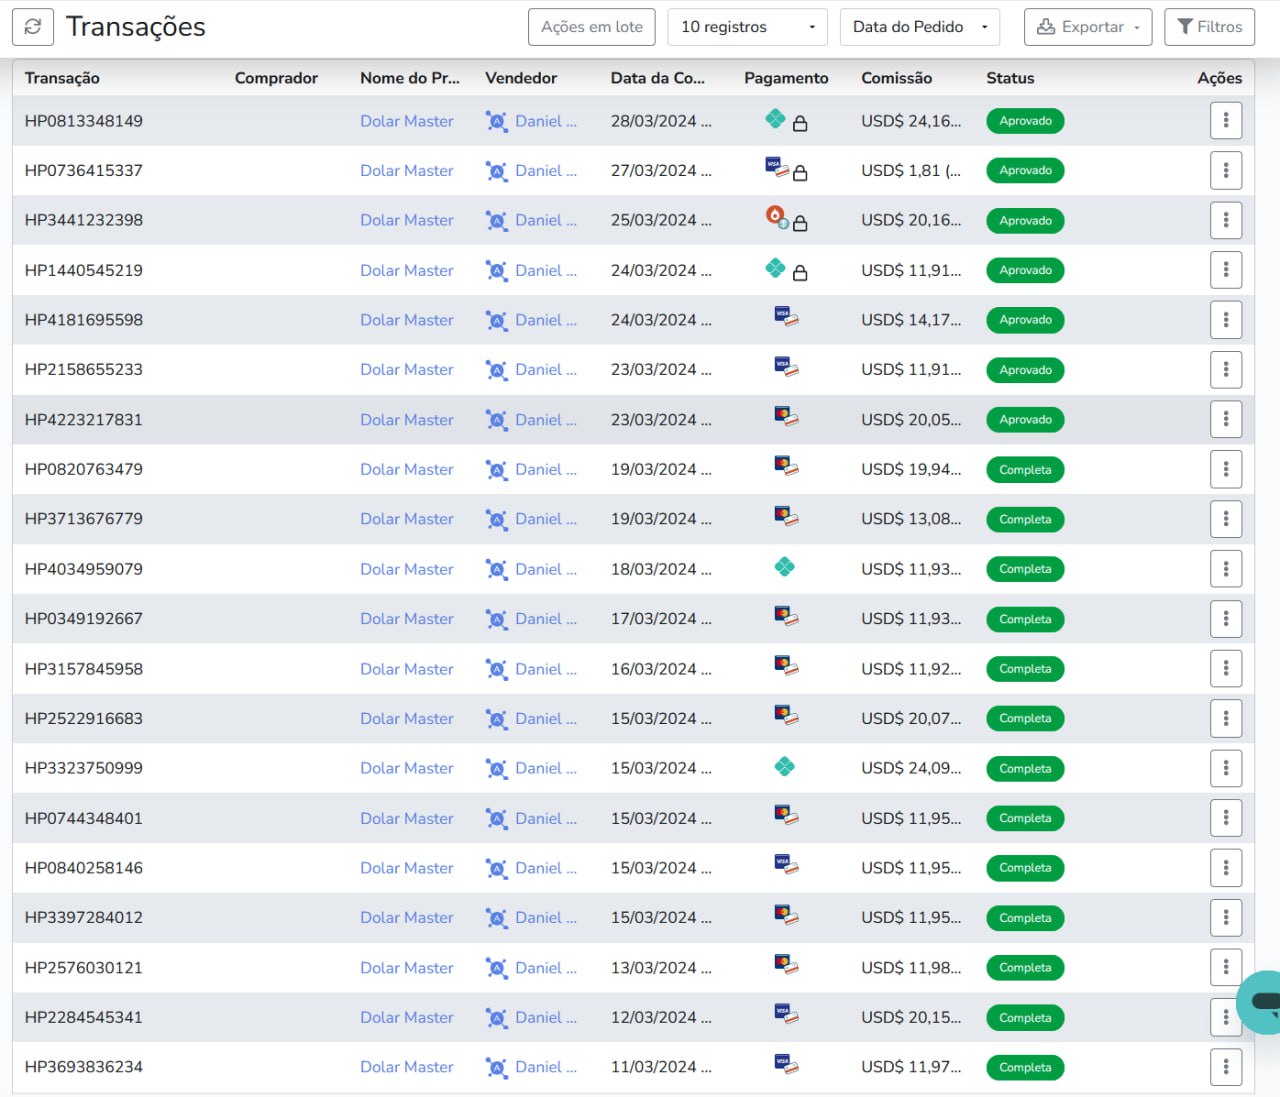 Transações
Ações em lote
10 registros
Data do Pedido
Exportar
Filtros
Transação Comprador Nome do Pr... Vendedor Data da Co... Pagamento Comissão Status Ações
HP0813348149 Dolar Master Daniel ... 28/03/2024 ... USD$ 24,16... Aprovado
HP0736415337 Dolar Master Daniel ... 27/03/2024 ... VISA USD$ 1,81 (... Aprovado
HP3441232398 Dolar Master Daniel ... 25/03/2024 ... USD$ 20,16... Aprovado
HP1440545219 Dolar Master Daniel ... 24/03/2024 ... USD$ 11,91... Aprovado
HP4181695598 Dolar Master Daniel ... 24/03/2024 ... VISA USD$ 14,17... Aprovado
HP2158655233 Dolar Master Daniel ... 23/03/2024 ... VISA USD$ 11,91... Aprovado
HP4223217831 Dolar Master Daniel ... 23/03/2024 ... USD$ 20,05... Aprovado
HP0820763479 Dolar Master Daniel ... 19/03/2024 ... USD$ 19,94... Completa
HP3713676779 Dolar Master Daniel ... 19/03/2024 ... USD$ 13,08... Completa
HP4034959079 Dolar Master Daniel ... 18/03/2024 ... USD$ 11,93... Completa
HP0349192667 Dolar Master Daniel ... 17/03/2024 ... USD$ 11,93... Completa
HP3157845958 Dolar Master Daniel ... 16/03/2024 ... USD$ 11,92... Completa
HP2522916683 Dolar Master Daniel ... 15/03/2024 ... USD$ 20,07... Completa
HP3323750999 Dolar Master Daniel ... 15/03/2024 ... USD$ 24,09... Completa
HP0744348401 Dolar Master Daniel ... 15/03/2024 ... USD$ 11,95... Completa
HP0840258146 Dolar Master Daniel ... 15/03/2024 ... VISA USD$ 11,95... Completa
HP3397284012 Dolar Master Daniel ... 15/03/2024 ... USD$ 11,95... Completa
HP2576030121 Dolar Master Daniel ... 13/03/2024 ... USD$ 11,98... Completa
HP2284545341 Dolar Master Daniel ... 12/03/2024 ... VISA USD$ 20,15... Completa
HP3693836234 Dolar Master Daniel ... 11/03/2024 ... VISA USD$ 11,97... Completa